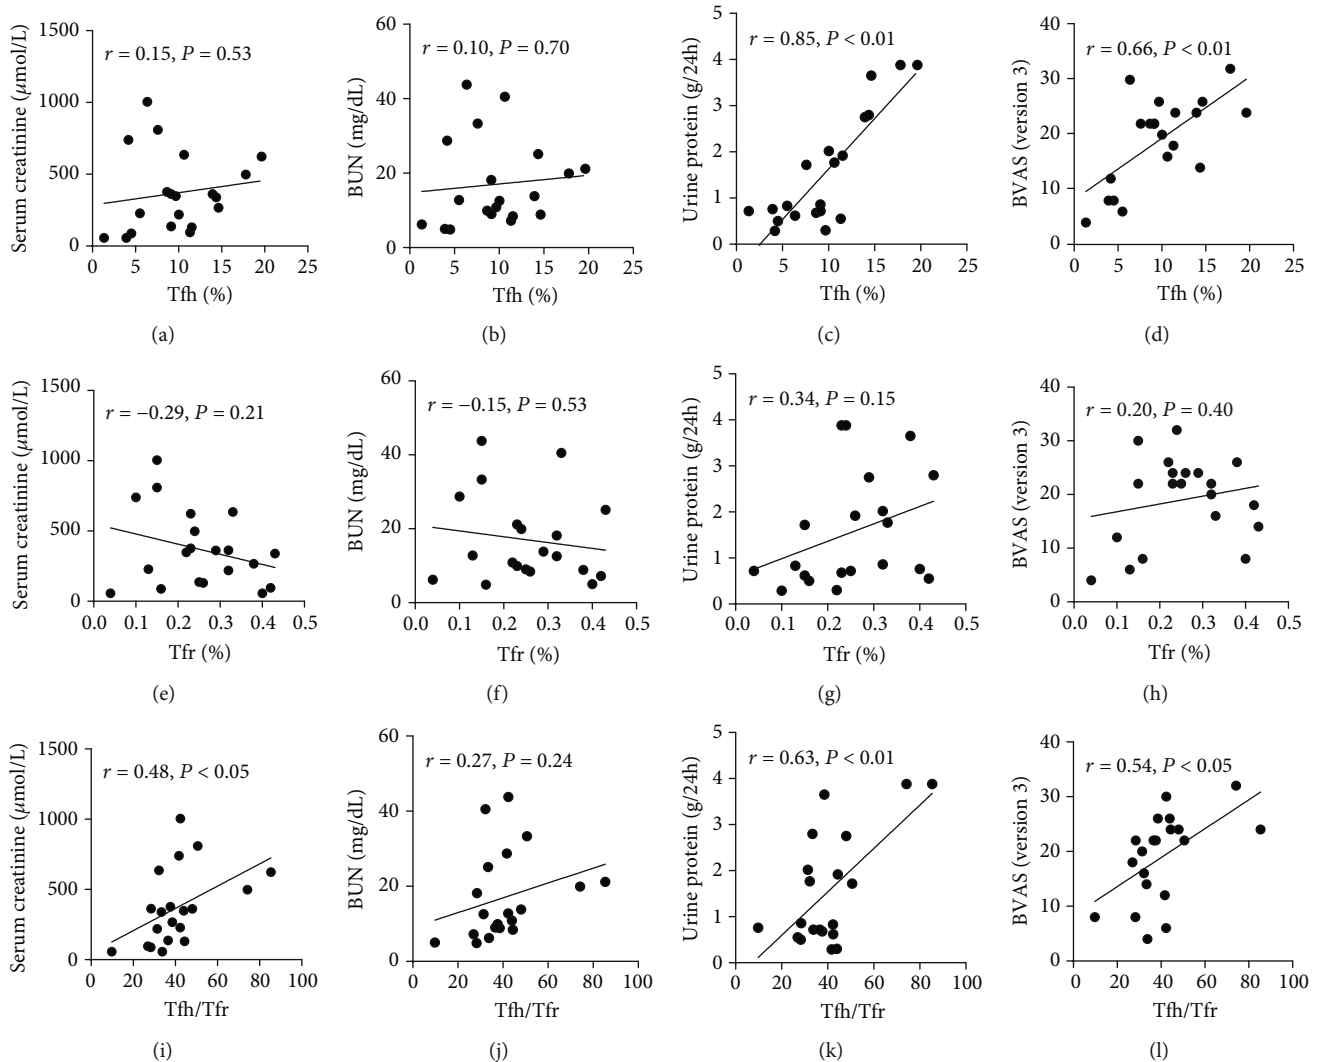 r = 0.15, P = 0.53
Serum creatinine (μmol/L)
1500
1000
500
0
0 5 10 15 20 25
Tfh (%)
(a)
r = 0.10, P = 0.70
BUN (mg/dL)
60
40
20
0
0 5 10 15 20 25
Tfh (%)
(b)
r = 0.85, P < 0.01
Urine protein (g/24h)
5
4
3
2
1
0
0 5 10 15 20 25
Tfh (%)
(c)
r = 0.66, P < 0.01
BVAS (version 3)
40
30
20
10
0
0 5 10 15 20 25
Tfh (%)
(d)
r = −0.29, P = 0.21
Serum creatinine (μmol/L)
1500
1000
500
0
0.0 0.1 0.2 0.3 0.4 0.5
Tfr (%)
(e)
r = −0.15, P = 0.53
BUN (mg/dL)
60
40
20
0
0.0 0.1 0.2 0.3 0.4 0.5
Tfr (%)
(f)
r = 0.34, P = 0.15
Urine protein (g/24h)
5
4
3
2
1
0
0.0 0.1 0.2 0.3 0.4 0.5
Tfr (%)
(g)
r = 0.20, P = 0.40
BVAS (version 3)
40
30
20
10
0
0.0 0.1 0.2 0.3 0.4 0.5
Tfr (%)
(h)
r = 0.48, P < 0.05
Serum creatinine (μmol/L)
1500
1000
500
0
0 20 40 60 80 100
Tfh/Tfr
(i)
r = 0.27, P = 0.24
BUN (mg/dL)
60
40
20
0
0 20 40 60 80 100
Tfh/Tfr
(j)
r = 0.63, P < 0.01
Urine protein (g/24h)
5
4
3
2
1
0
0 20 40 60 80 100
Tfh/Tfr
(k)
r = 0.54, P < 0.05
BVAS (version 3)
40
30
20
10
0
0 20 40 60 80 100
Tfh/Tfr
(l)